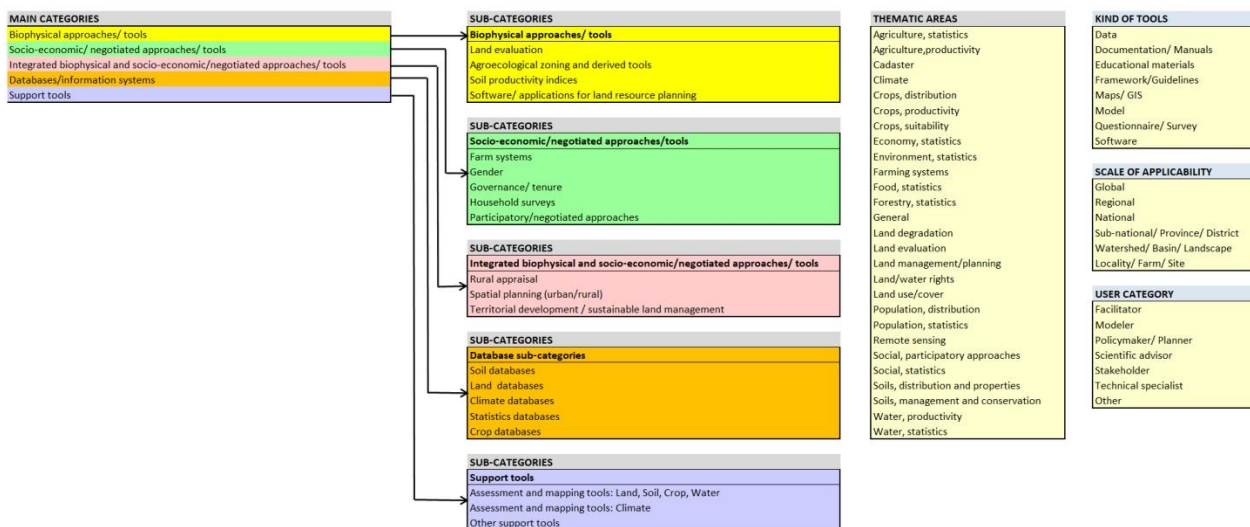 MAIN CATEGORIES
Biophysical approaches/ tools
Socio-economic/ negotiated approaches/ tools
Integrated biophysical and socio-economic/negotiated approaches/ tools
Databases/information systems
Support tools
SUB-CATEGORIES
Biophysical approaches/ tools
Land evaluation
Agroecological zoning and derived tools
Soil productivity indices
Software/ applications for land resource planning
SUB-CATEGORIES
Socio-economic/negotiated approaches/tools
Farm systems
Gender
Governance/ tenure
Household surveys
Participatory/negotiated approaches
SUB-CATEGORIES
Integrated biophysical and socio-economic/negotiated approaches/ tools
Rural appraisal
Spatial planning (urban/rural)
Territorial development / sustainable land management
SUB-CATEGORIES
Database sub-categories
Soil databases
Land databases
Climate databases
Statistics databases
Crop databases
SUB-CATEGORIES
Support tools
Assessment and mapping tools: Land, Soil, Crop, Water
Assessment and mapping tools: Climate
Other support tools
THEMATIC AREAS
Agriculture, statistics
Agriculture,productivity
Cadaster
Climate
Crops, distribution
Crops, productivity
Crops, suitability
Economy, statistics
Environment, statistics
Farming systems
Food, statistics
Forestry, statistics
General
Land degradation
Land evaluation
Land management/planning
Land/water rights
Land use/cover
Population, distribution
Population, statistics
Remote sensing
Social, participatory approaches
Social, statistics
Soils, distribution and properties
Soils, management and conservation
Water, productivity
Water, statistics
KIND OF TOOLS
Data
Documentation/ Manuals
Educational materials
Framework/Guidelines
Maps/ GIS
Model
Questionnaire/ Survey
Software
SCALE OF APPLICABILITY
Global
Regional
National
Sub-national/ Province/ District
Watershed/ Basin/ Landscape
Locality/ Farm/ Site
USER CATEGORY
Facilitator
Modeler
Policymaker/ Planner
Scientific advisor
Stakeholder
Technical specialist
Other